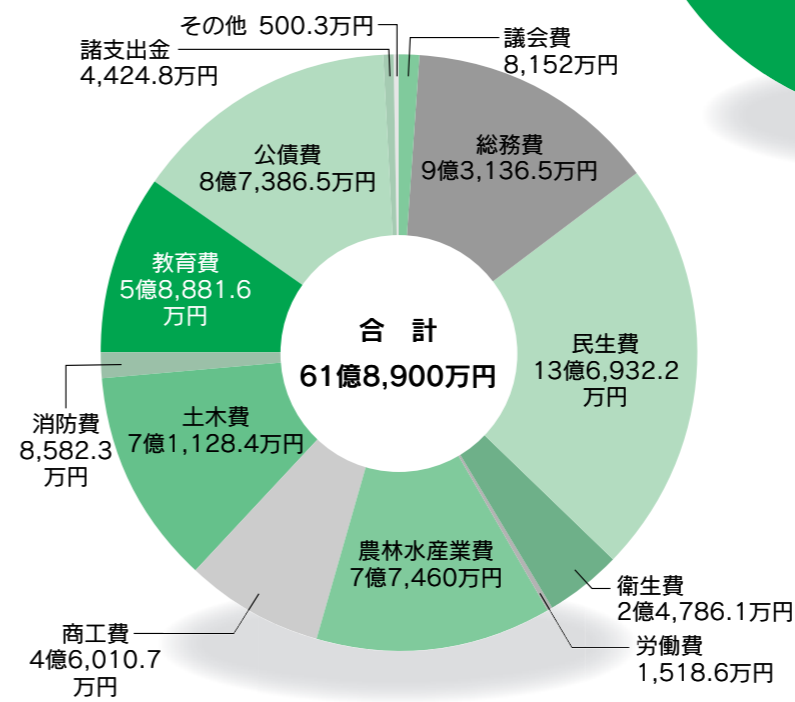 その他 500.3万円
諸支出金
4,424.8万円
議会費
8,152万円
総務費
9億3,136.5万円
公債費
8億7,386.5万円
教育費
5億8,881.6
万円
合　計
61億8,900万円
民生費
13億6,932.2
万円
消防費
8,582.3
万円
土木費
7億1,128.4万円
農林水産業費
7億7,460万円
衛生費
2億4,786.1万円
商工費
4億6,010.7
万円
労働費
1,518.6万円